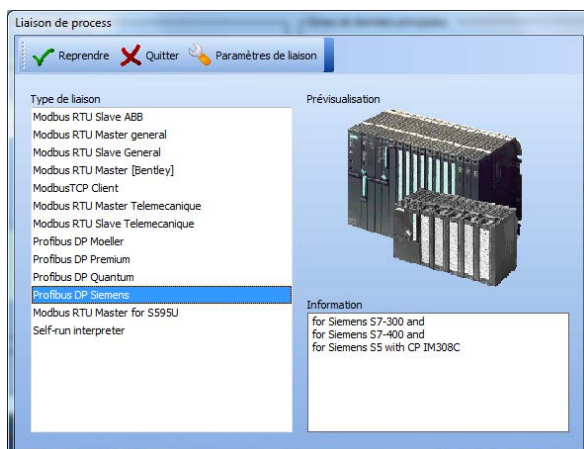 Liaison de process
Reprendre Quitter Paramètres de liaison
Type de liaison
Modbus RTU Slave ABB
Modbus RTU Master general
Modbus RTU Slave General
Modbus RTU Master [Bentley]
ModbusTCP Client
Modbus RTU Master Telemecanique
Modbus RTU Slave Telemecanique
Profibus DP Moeller
Profibus DP Premium
Profibus DP Quantum
Profibus DP Siemens
Modbus RTU Master for S595U
Self-run interpreter
Prévisualisation
Information
for Siemens S7-300 and
for Siemens S7-400 and
for Siemens S5 with CP IM308C